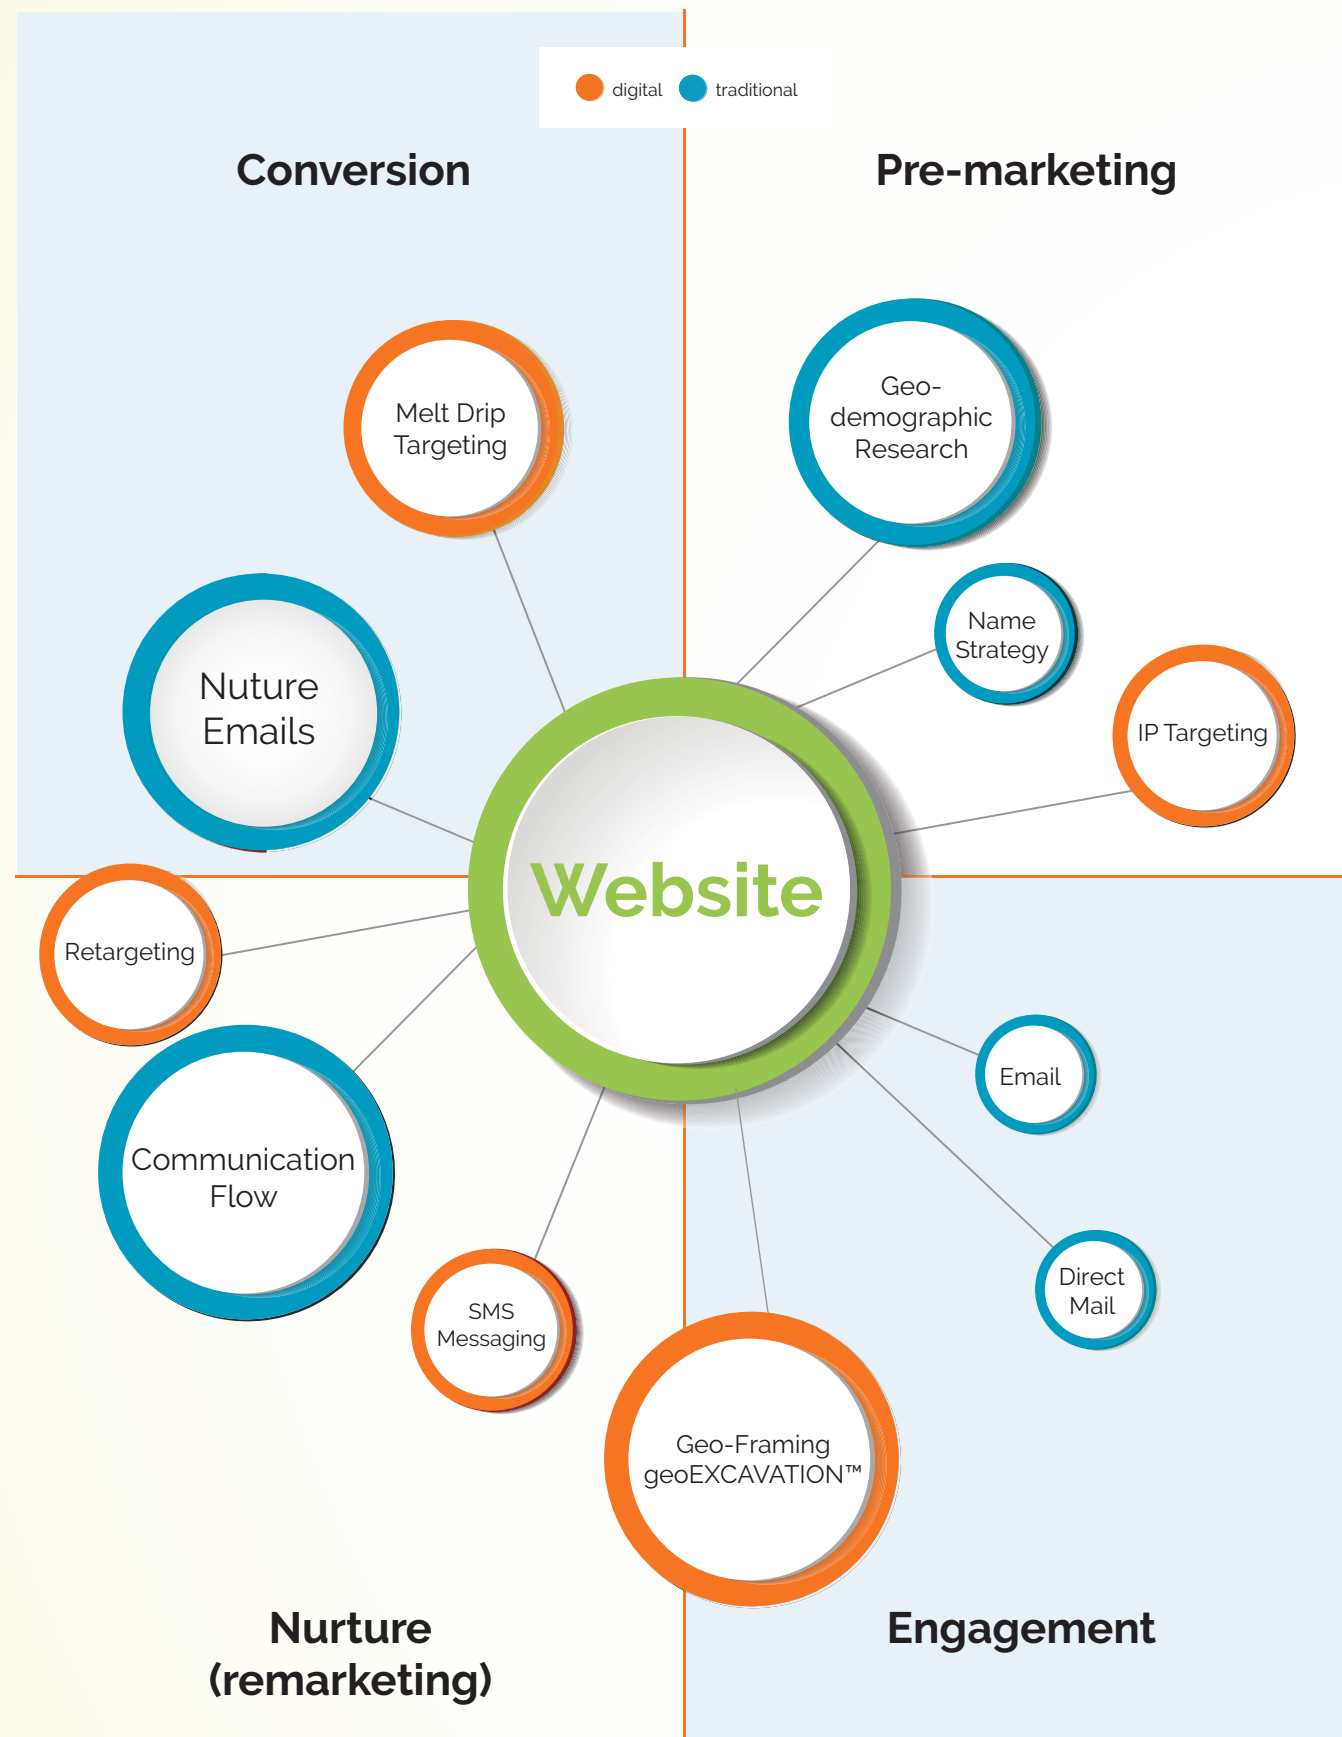 digital
traditional
Conversion
Pre-marketing
Melt Drip
Targeting
Geo-
demographic
Research
Name
Strategy
IP Targeting
Nuture
Emails
Website
Retargeting
Communication
Flow
SMS
Messaging
Email
Direct
Mail
Geo-Framing
geoEXCAVATION™
Nurture
(remarketing)
Engagement